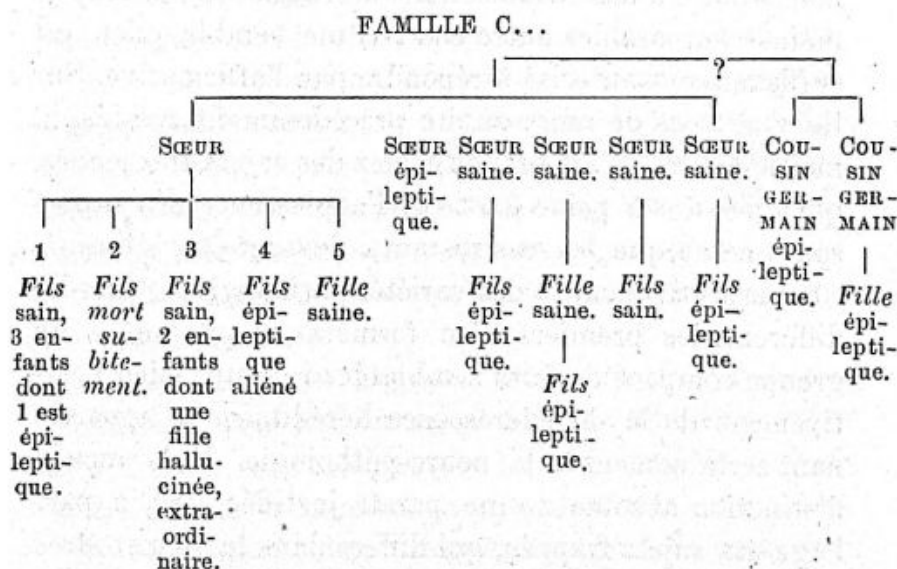 FAMILLE C...
?
SŒUR
SŒUR
épi-
lepti-
que.
SŒUR
saine.
SŒUR
saine.
SŒUR
saine.
SŒUR
saine.
COU-
SIN
GER-
MAIN
épi-
lepti-
que.
COU-
SIN
GER-
MAIN
1
Fils
sain,
3 en-
fants
dont
1 est
épi-
lepti-
que.
2
Fils
mort
su-
bite-
ment.
3
Fils
sain,
2 en-
fants
dont
une
fille
hallu-
cinée,
extra-
ordi-
naire.
4
Fils
épi-
lepti-
que
aliéné
5
Fille
saine.
Fils
épi-
lepti-
que.
Fille
saine.
Fils
épi-
lepti-
que.
Fils
sain.
Fils
épi-
lepti-
que.
Fille
épi-
lepti-
que.